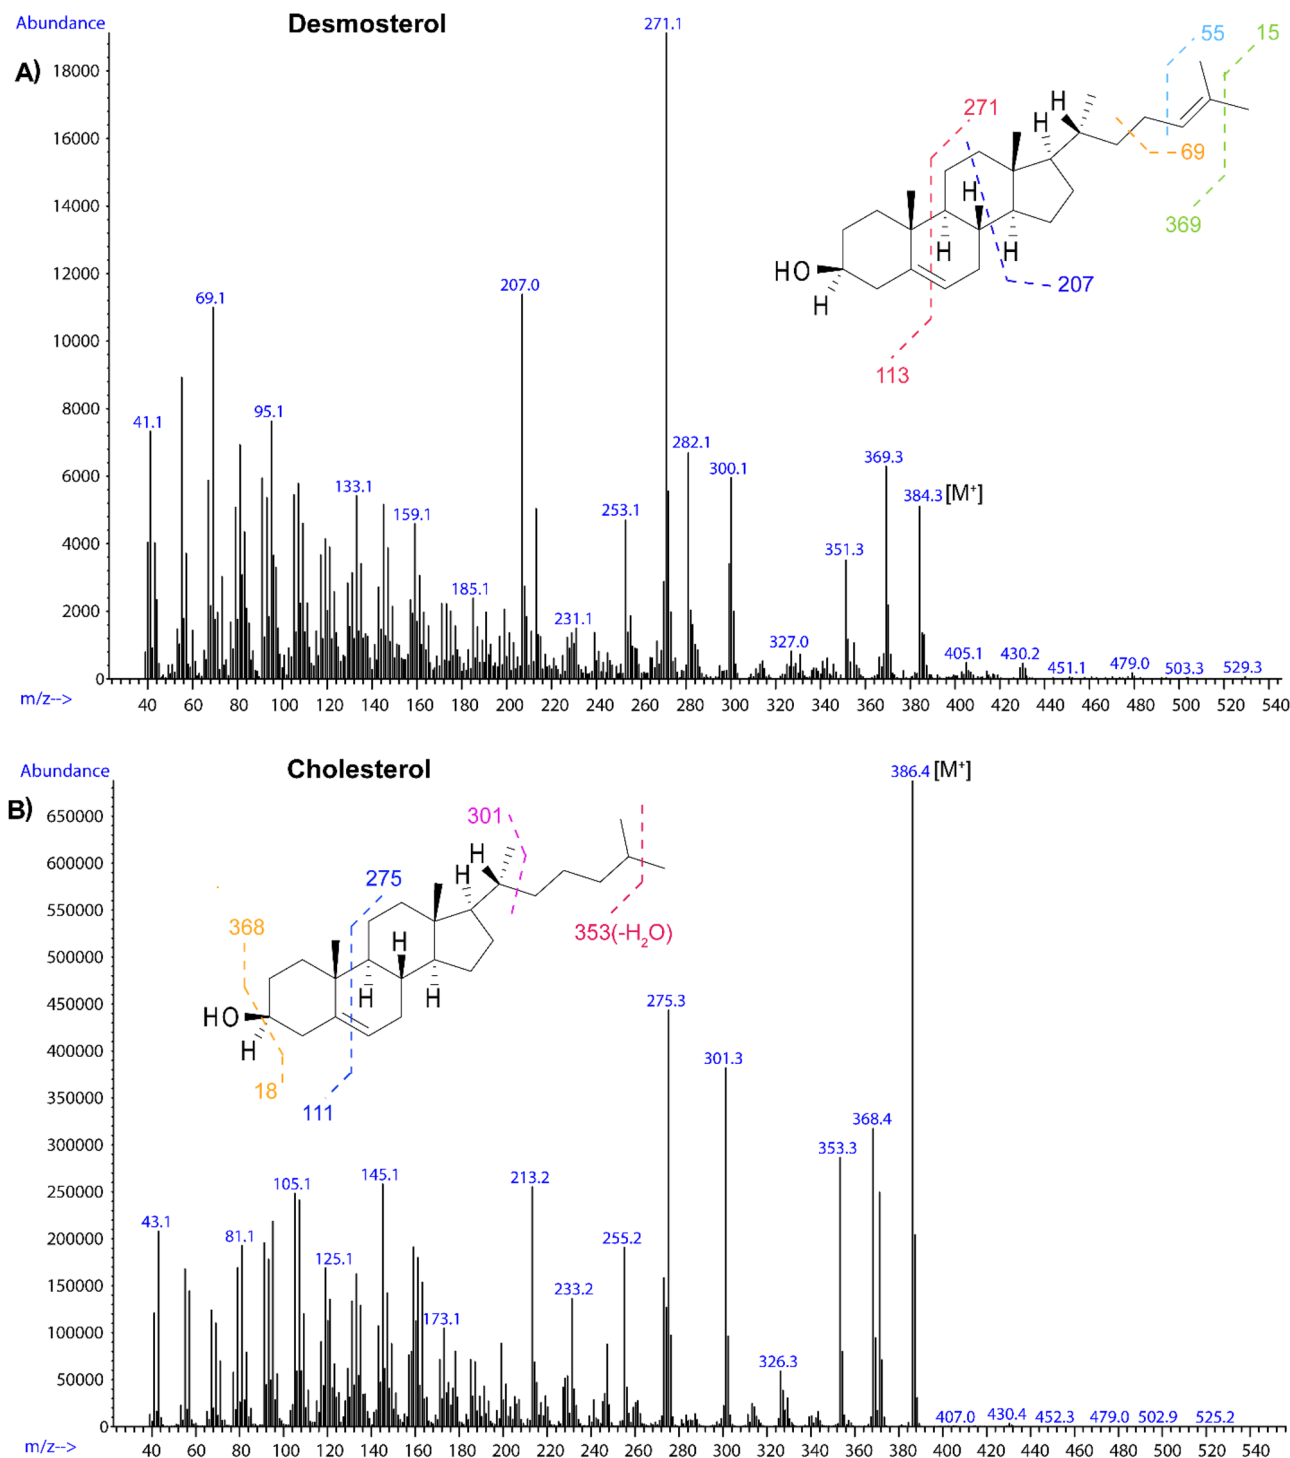 Abundance
Desmosterol
A)
271.1
18000
16000
14000
12000
10000
8000
6000
4000
2000
0
41.1
69.1
95.1
133.1
159.1
185.1
207.0
231.1
253.1
282.1
300.1
327.0
351.3
369.3
384.3 [M⁺]
405.1
430.2
451.1
479.0
503.3
529.3
55
15
271
69
369
207
113
HO
H
H
H
H
H
H
m/z-->
40 60 80 100 120 140 160 180 200 220 240 260 280 300 320 340 360 380 400 420 440 460 480 500 520 540
Abundance
Cholesterol
B)
386.4 [M⁺]
650000
600000
550000
500000
450000
400000
350000
300000
250000
200000
150000
100000
50000
0
301
275
368
353(-H₂O)
18
111
HO
H
H
H
H
H
H
43.1
81.1
105.1
125.1
145.1
173.1
213.2
233.2
255.2
275.3
301.3
326.3
353.3
368.4
407.0
430.4
452.3
479.0
502.9
525.2
m/z-->
40 60 80 100 120 140 160 180 200 220 240 260 280 300 320 340 360 380 400 420 440 460 480 500 520 540